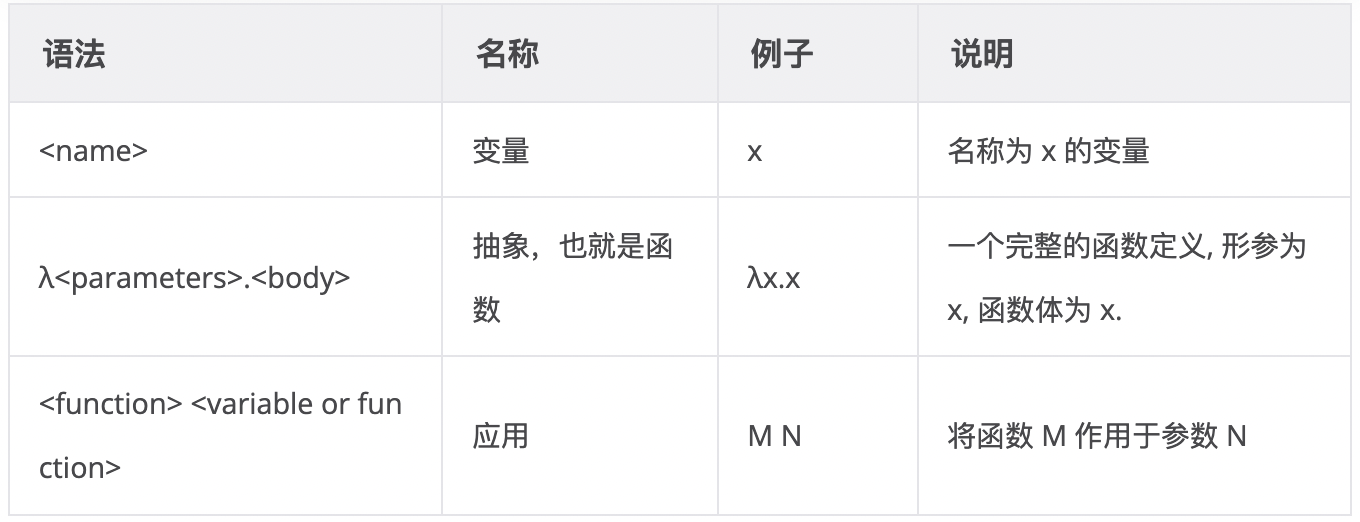 语法 名称 例子 说明
<name> 变量 x 名称为 x 的变量
λ<parameters>.<body> 抽象，也就是函
数 λx.x 一个完整的函数定义, 形参为
x, 函数体为 x.
<function> <variable or fun
ction> 应用 M N 将函数 M 作用于参数 N